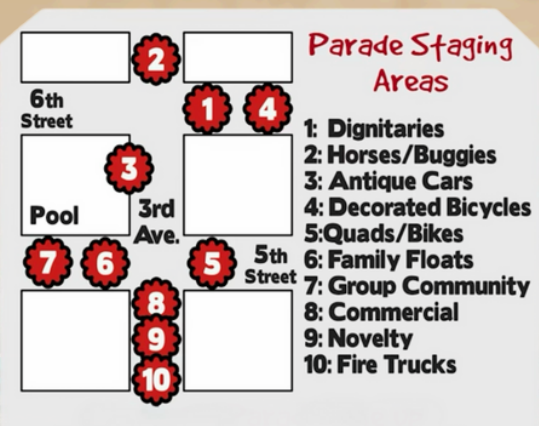 Parade Staging
Areas
2
6th
Street
1
4
3
Pool
3rd
Ave.
7
6
5
5th
Street
8
9
10
1: Dignitaries
2: Horses/Buggies
3: Antique Cars
4: Decorated Bicycles
5:Quads/Bikes
6: Family Floats
7: Group Community
8: Commercial
9: Novelty
10: Fire Trucks